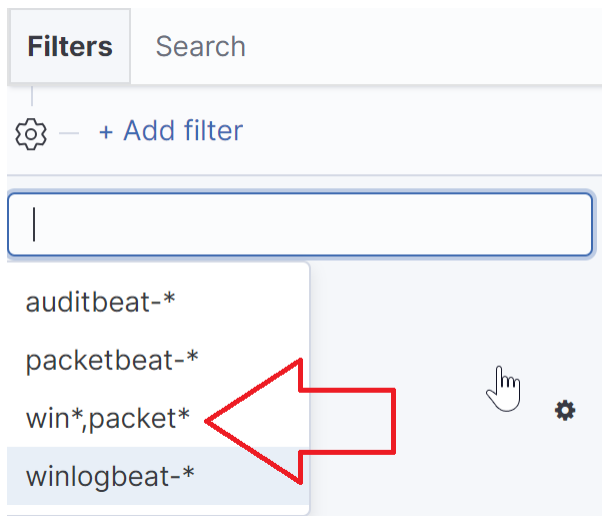 Filters Search
+ Add filter
auditbeat-*
packetbeat-*
win*,packet*
winlogbeat-*